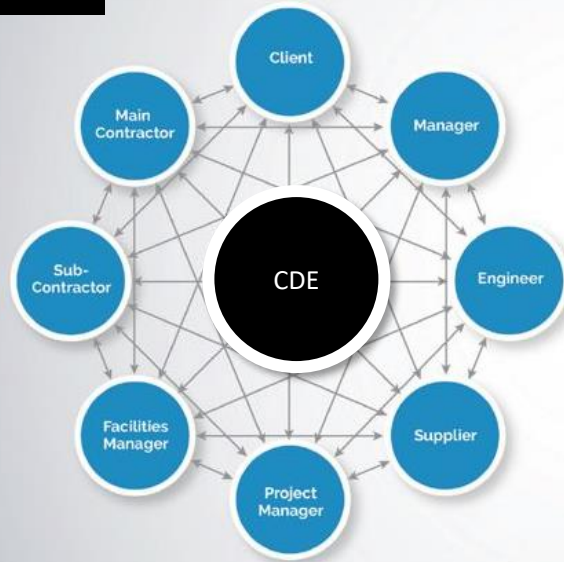 Client
Main
Contractor
Manager
Sub-
Contractor
CDE
Engineer
Facilities
Manager
Supplier
Project
Manager